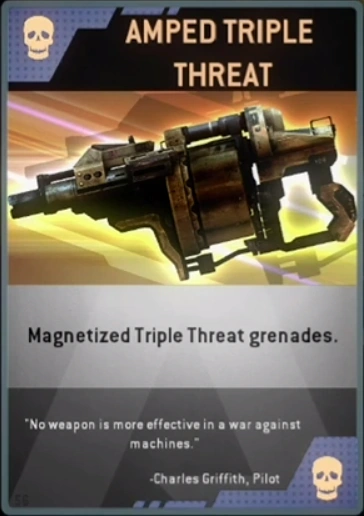 AMPED TRIPLE
THREAT
Magnetized Triple Threat grenades.
"No weapon is more effective in a war against
machines."
-Charles Griffith, Pilot
56